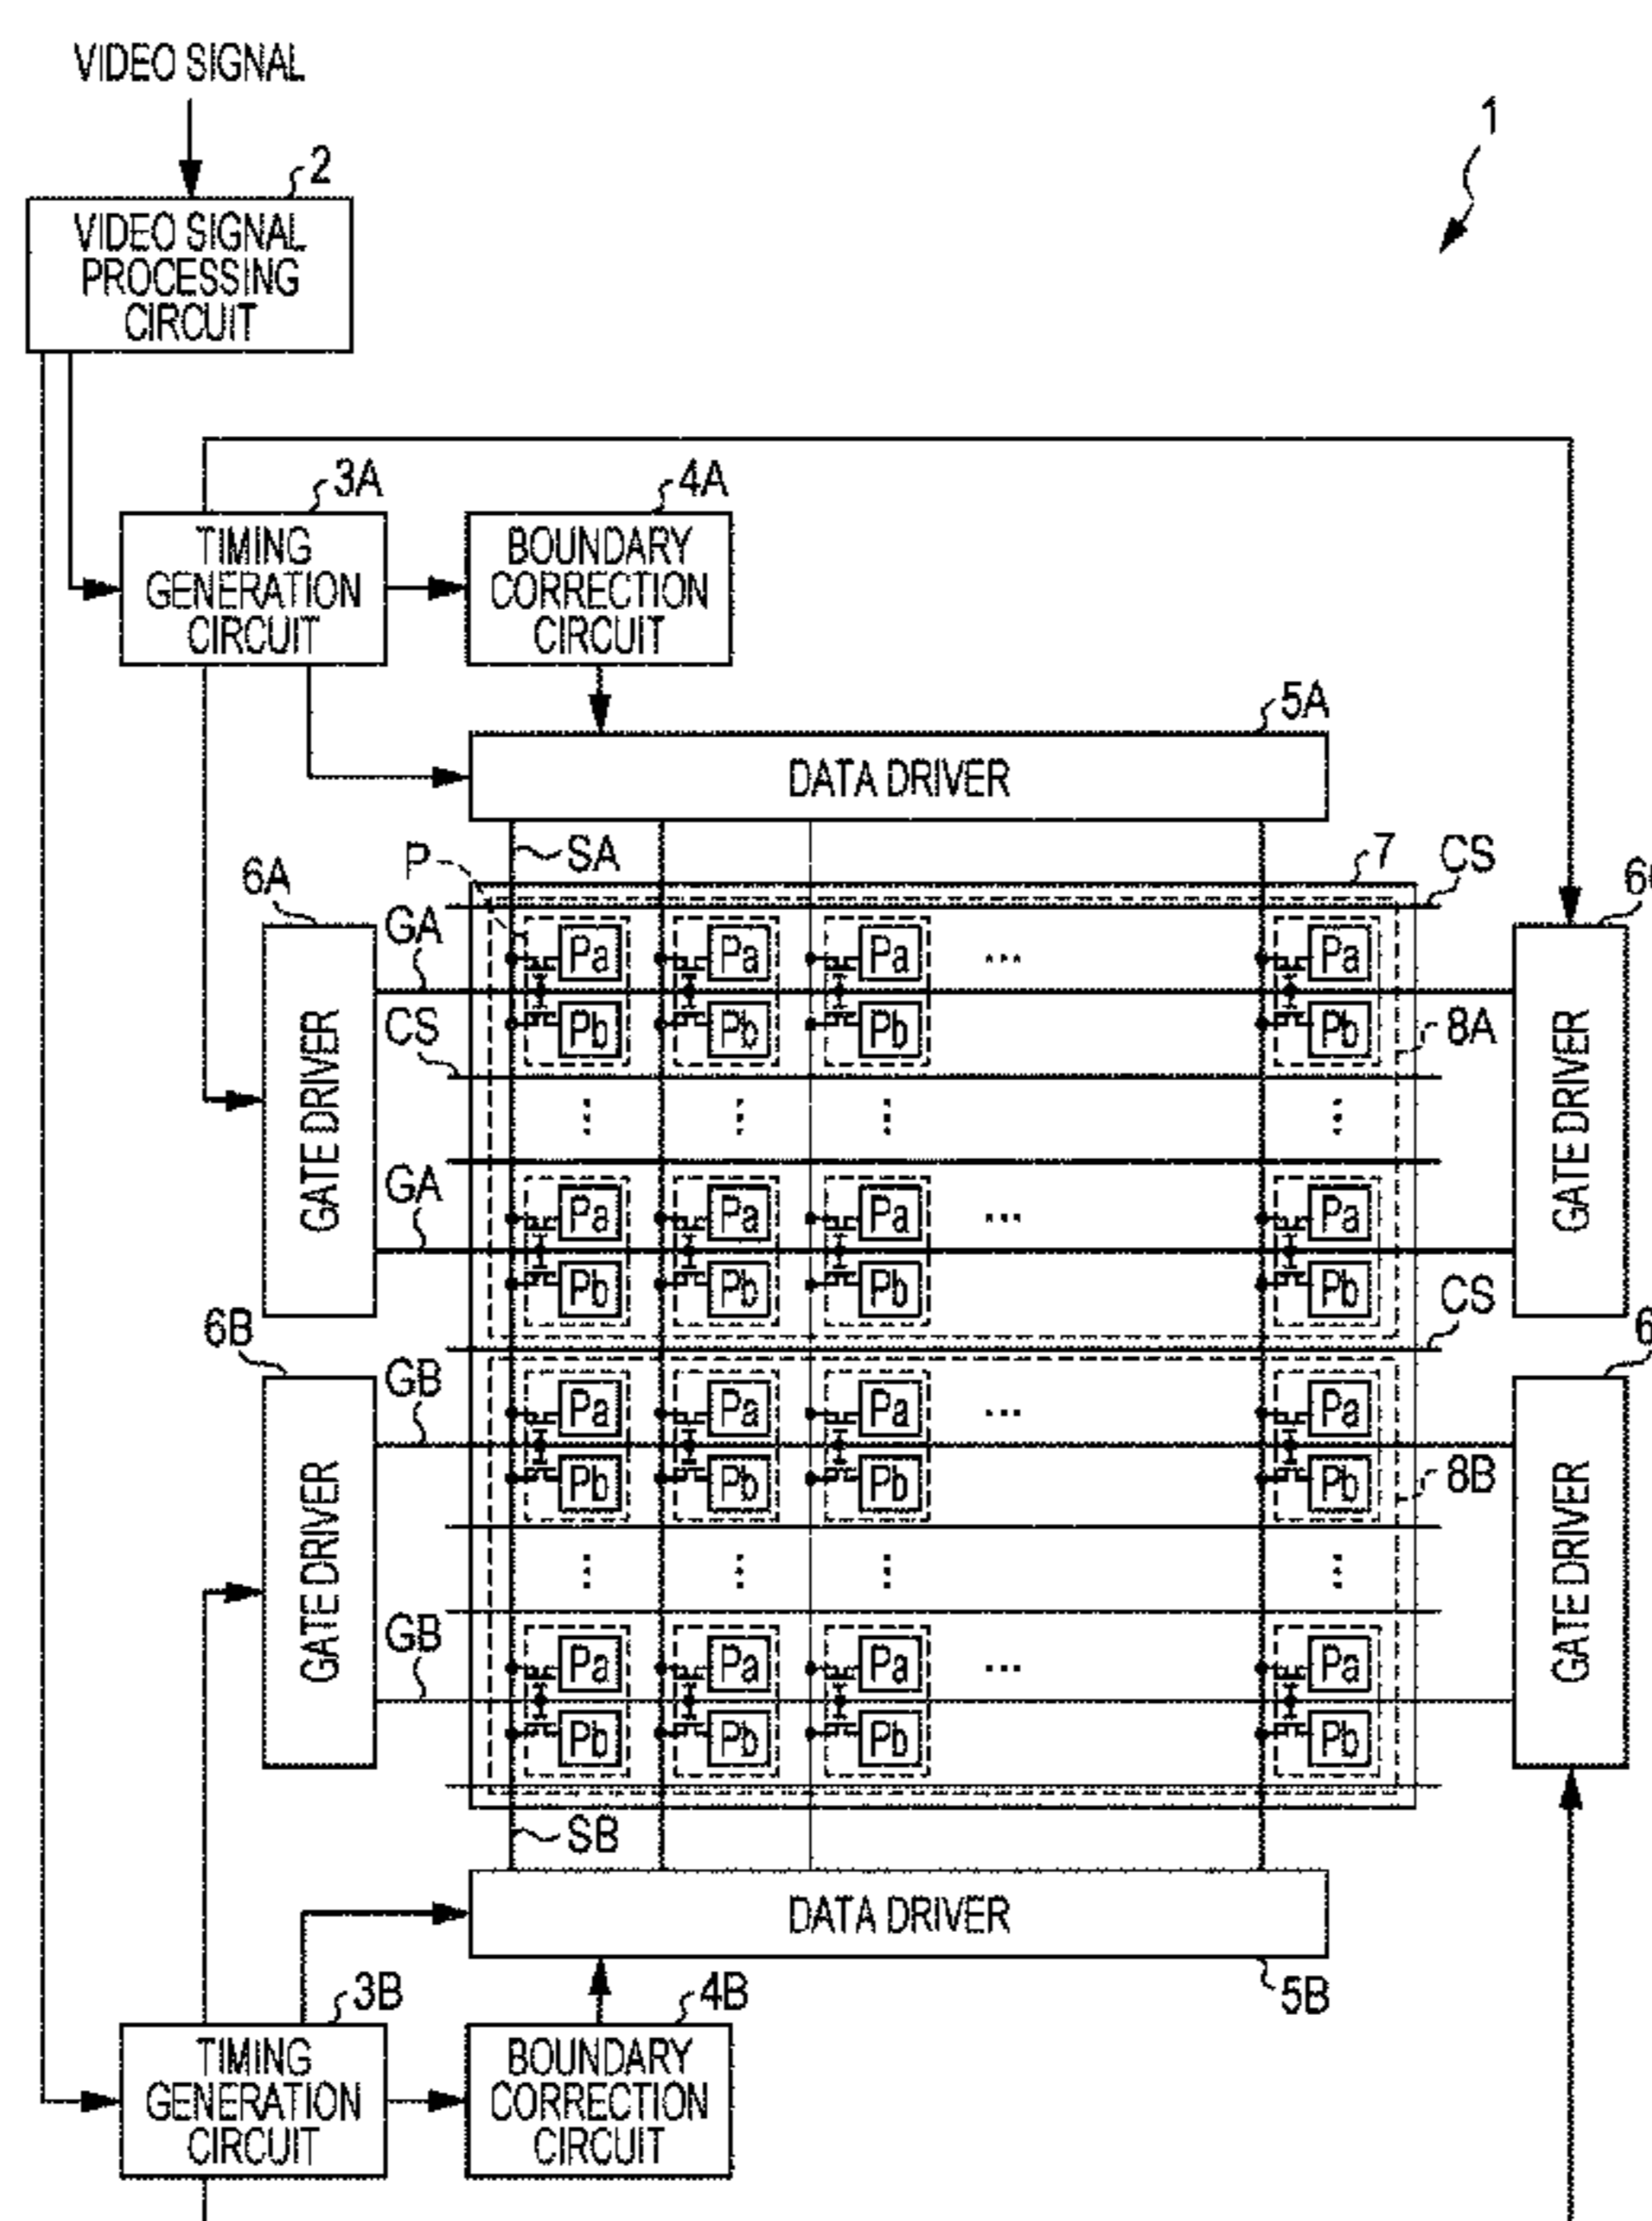 VIDEO SIGNAL
1
2
VIDEO SIGNAL
PROCESSING
CIRCUIT
3A
4A
TIMING
GENERATION
CIRCUIT
BOUNDARY
CORRECTION
CIRCUIT
5A
DATA DRIVER
P
SA
7
CS
6A
GA
Pa Pa Pa ... Pa
Pb Pb Pb Pb
CS
8A
GATE DRIVER
GATE DRIVER
GA
Pa Pa Pa ... Pa
Pb Pb Pb Pb
CS
6B
GB
Pa Pa Pa ... Pa
Pb Pb Pb Pb
8B
GATE DRIVER
GATE DRIVER
GB
Pa Pa Pa ... Pa
Pb Pb Pb Pb
SB
DATA DRIVER
5B
3B
4B
TIMING
GENERATION
CIRCUIT
BOUNDARY
CORRECTION
CIRCUIT